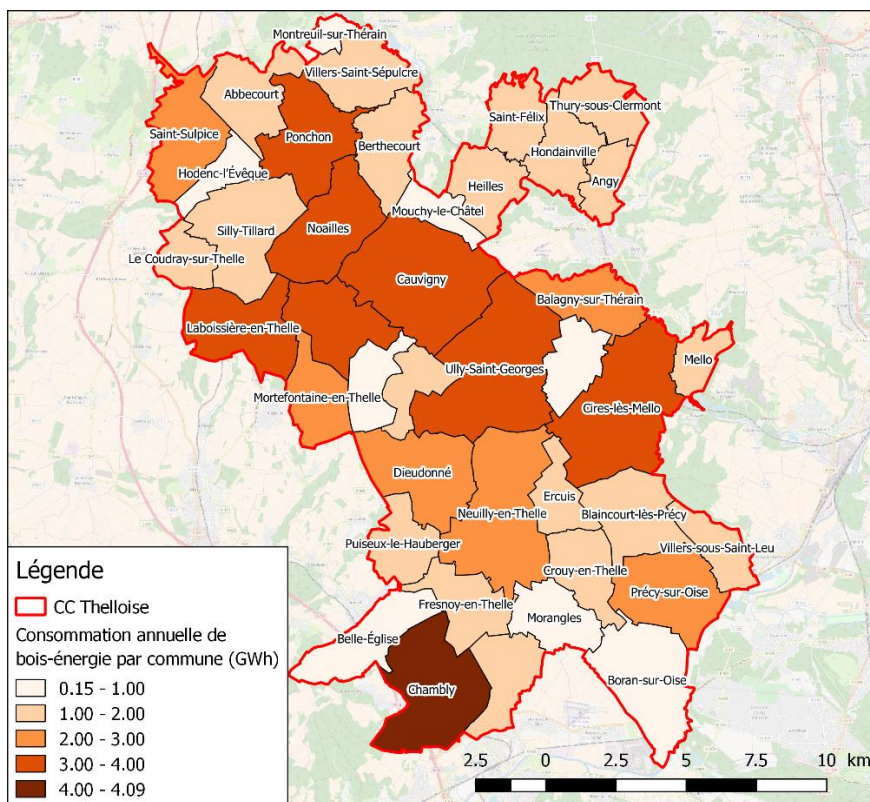 Montreuil-sur-Thérain
Villers-Saint-Sépulcre
Abbecourt
Saint-Félix
Thury-sous-Clermont
Saint-Sulpice
Ponchon
Berthecourt
Hondainville
Hodenc-l'Évêque
Heilles
Angy
Mouchy-le-Châtel
Silly-Tillard
Noailles
Le Coudray-sur-Thelle
Cauvigny
Balagny-sur-Thérain
Laboissière-en-Thelle
Mello
Ully-Saint-Georges
Mortefontaine-en-Thelle
Cires-lès-Mello
Dieudonné
Ercuis
Neuilly-en-Thelle
Blaincourt-lès-Précy
Puiseux-le-Hauberger
Villers-sous-Saint-Leu
Crouy-en-Thelle
Précy-sur-Oise
Fresnoy-en-Thelle
Morangles
Belle-Église
Boran-sur-Oise
Chambly
Légende
CC Thelloise
Consommation annuelle de
bois-énergie par commune (GWh)
0.15 - 1.00
1.00 - 2.00
2.00 - 3.00
3.00 - 4.00
4.00 - 4.09
2.5 0 2.5 5 7.5 10 km